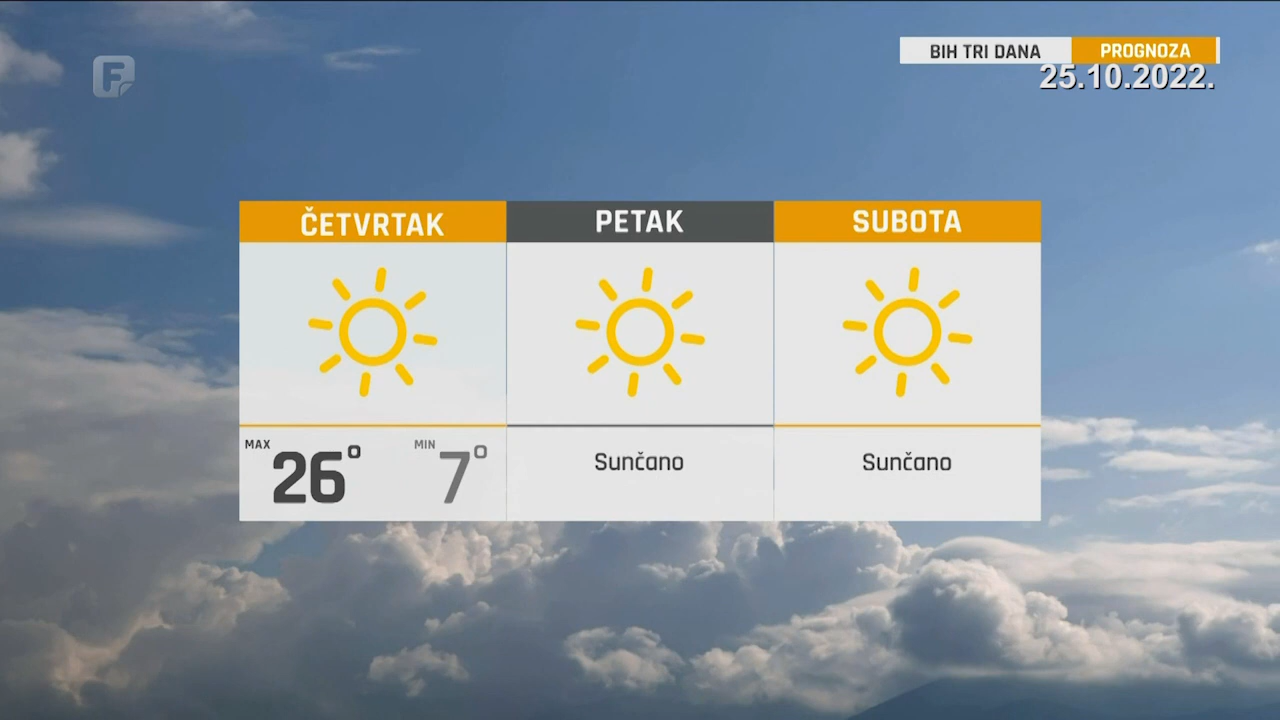 F
BIH TRI DANA PROGNOZA
25.10.2022.
ČETVRTAK PETAK SUBOTA
MAX 26° MIN 7° Sunčano Sunčano